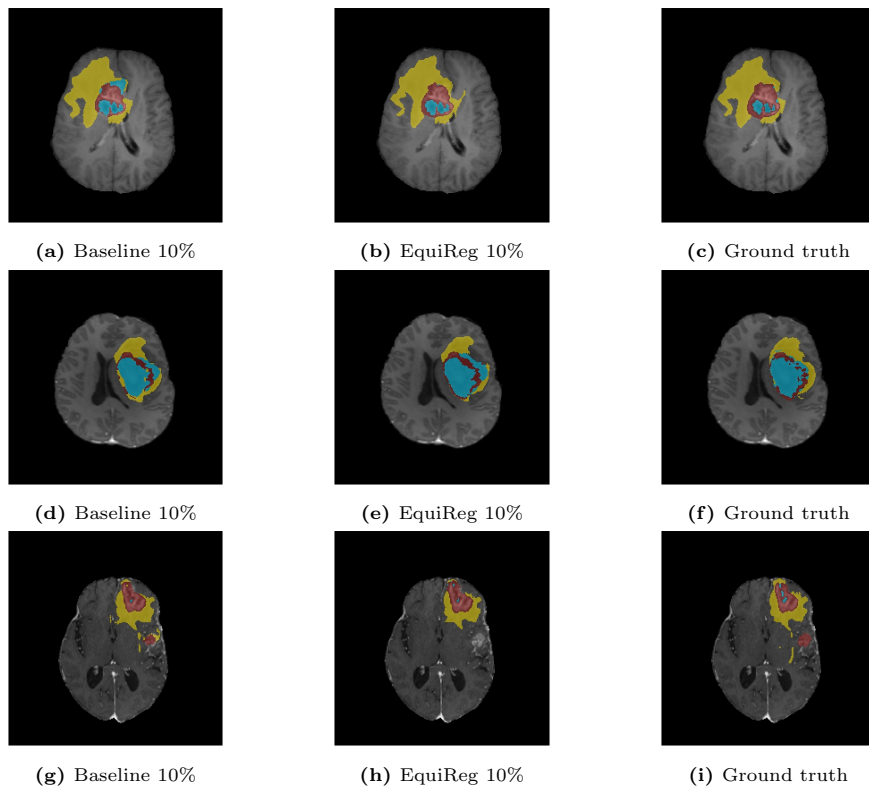 (a) Baseline 10%
(b) EquiReg 10%
(c) Ground truth
(d) Baseline 10%
(e) EquiReg 10%
(f) Ground truth
(g) Baseline 10%
(h) EquiReg 10%
(i) Ground truth